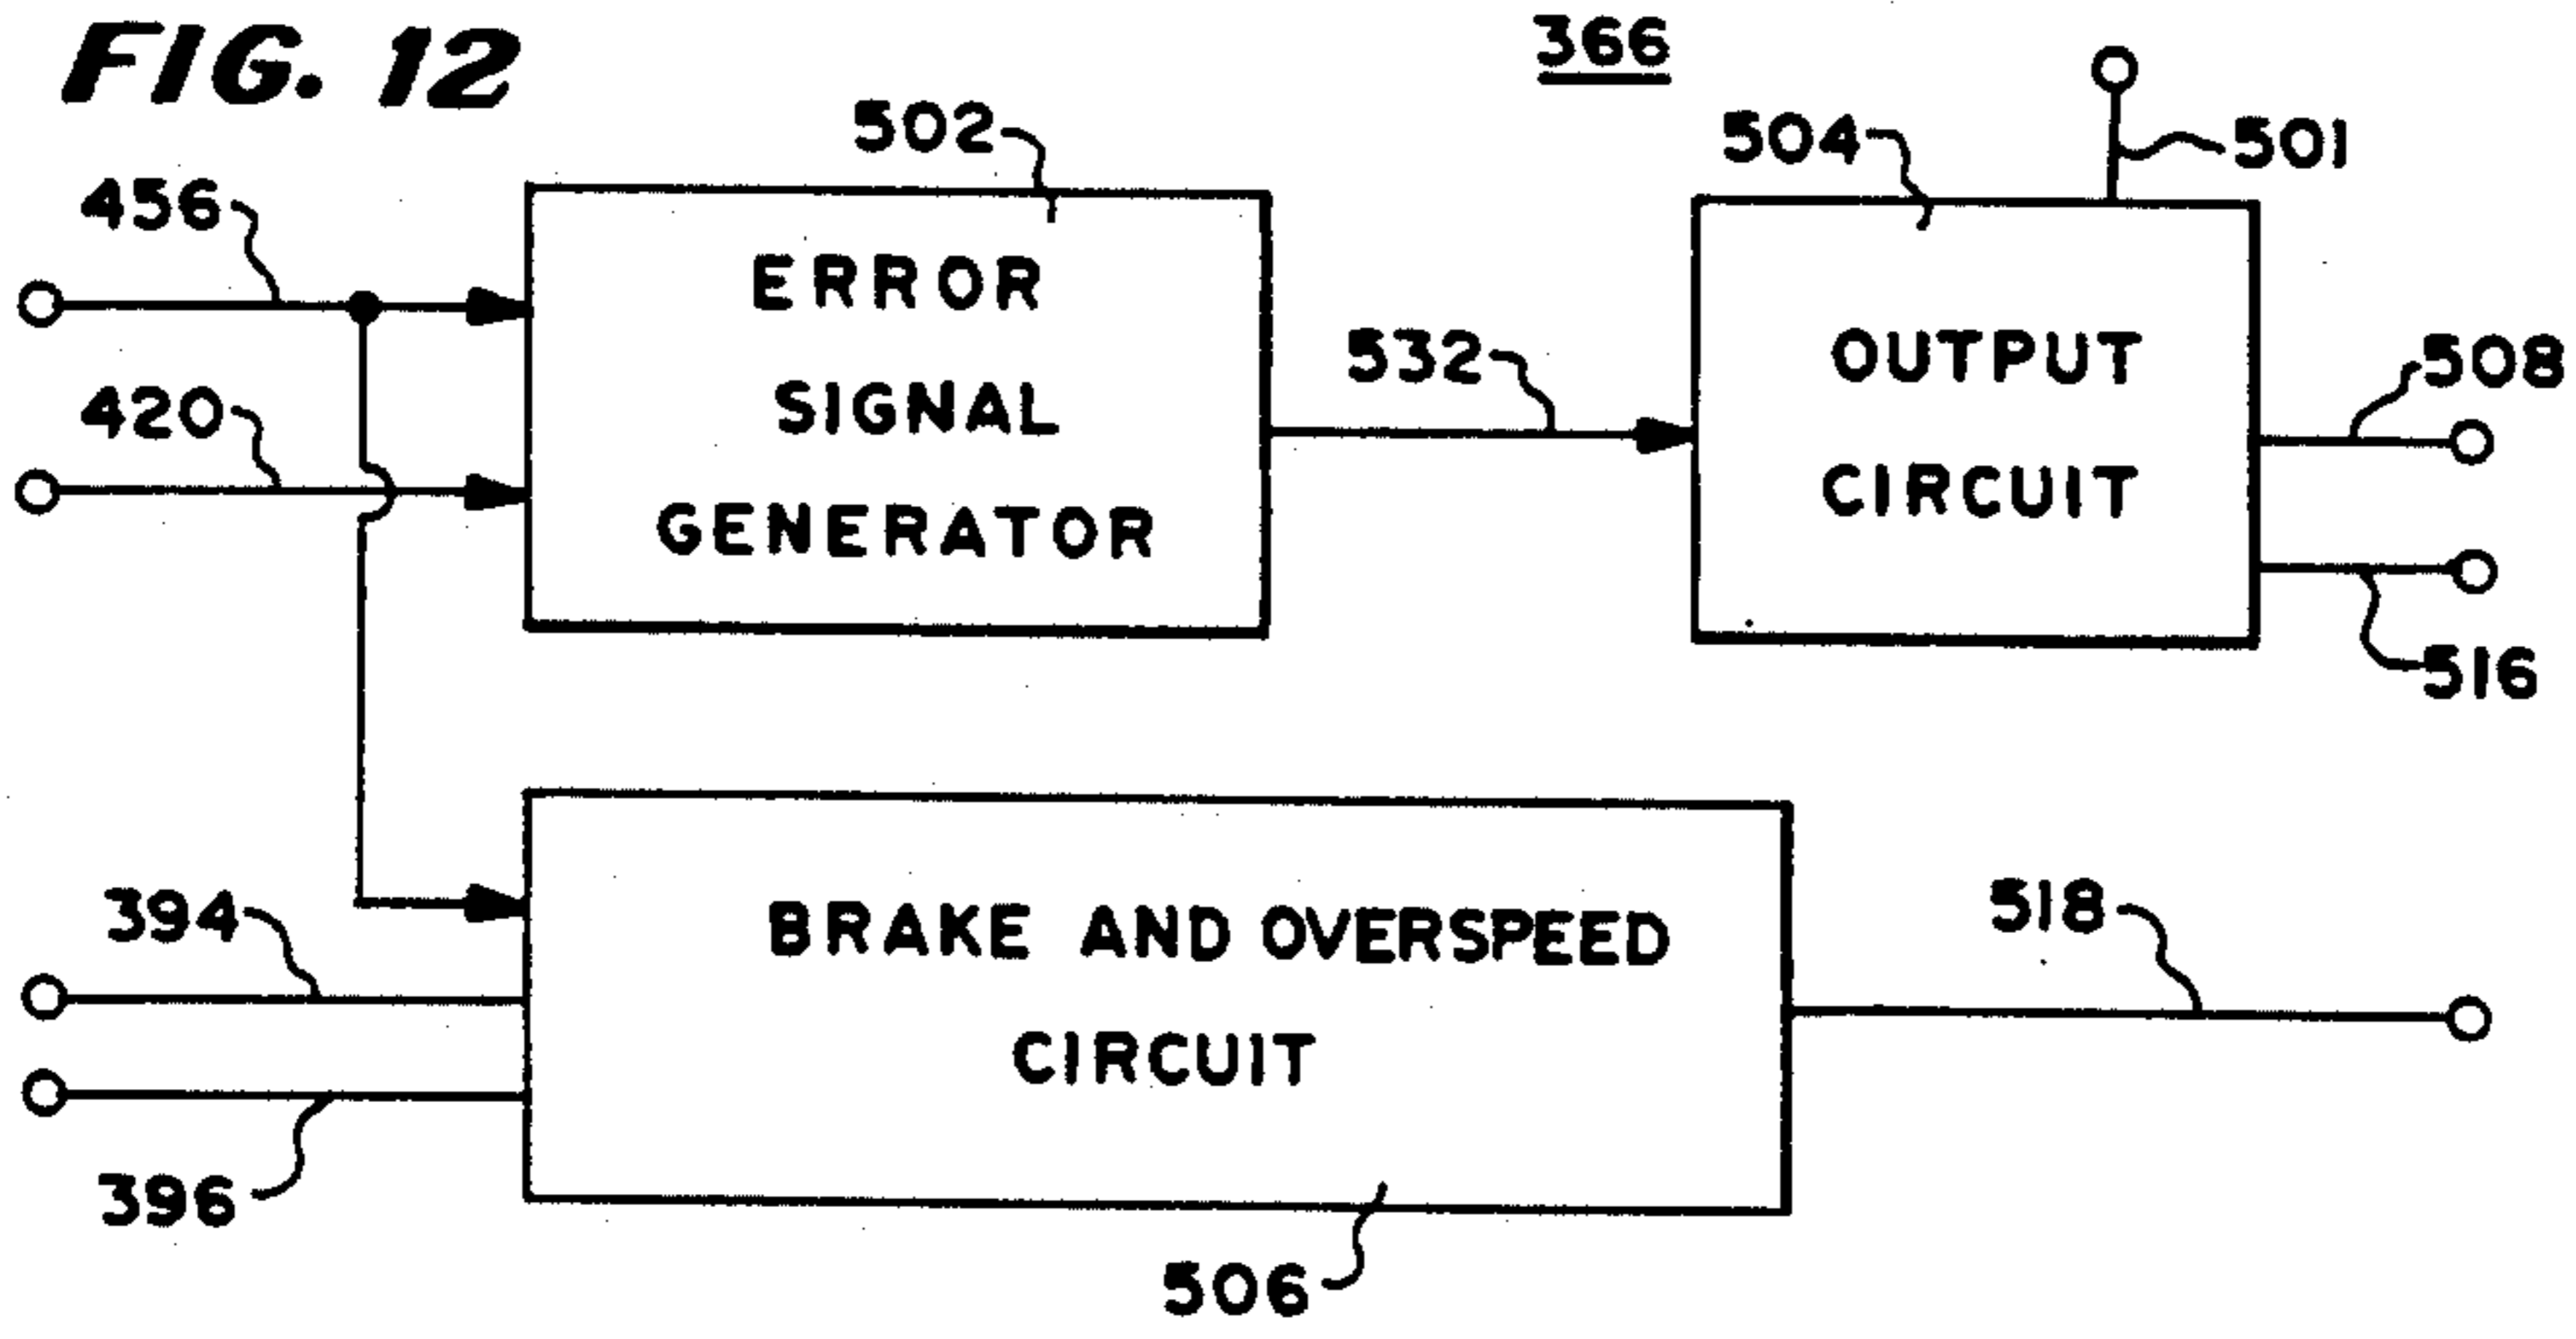 FIG. 12
366
502
504
501
456
ERROR
SIGNAL
GENERATOR
420
532
OUTPUT
CIRCUIT
508
516
394
BRAKE AND OVERSPEED
CIRCUIT
518
396
506